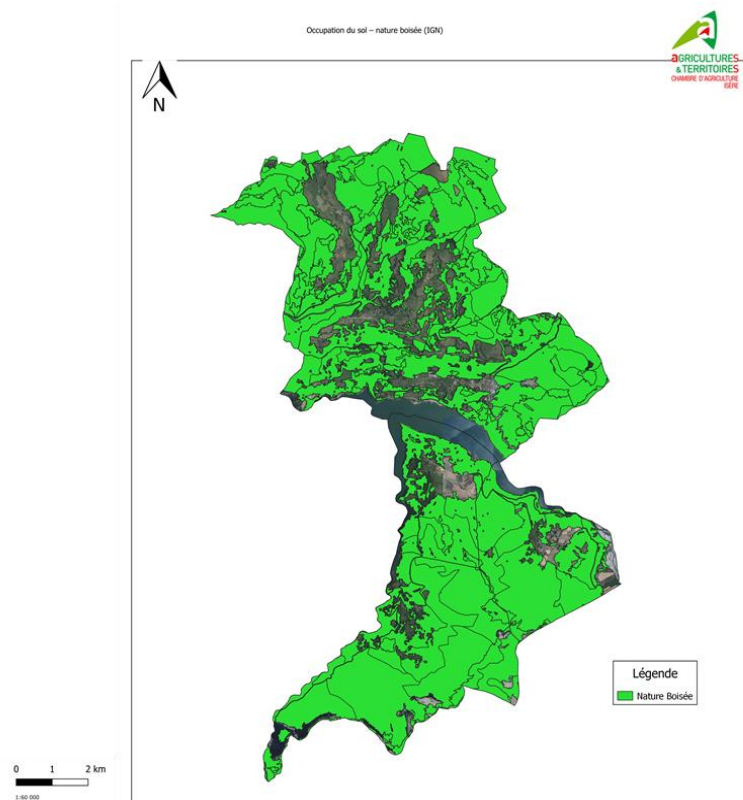 Occupation du sol – nature boisée (IGN)
aGRICULTURES
& TERRITOIRES
CHAMBRE D'AGRICULTURE
ISÈRE
N
Légende
Nature Boisée
0 1 2 km
1:60 000